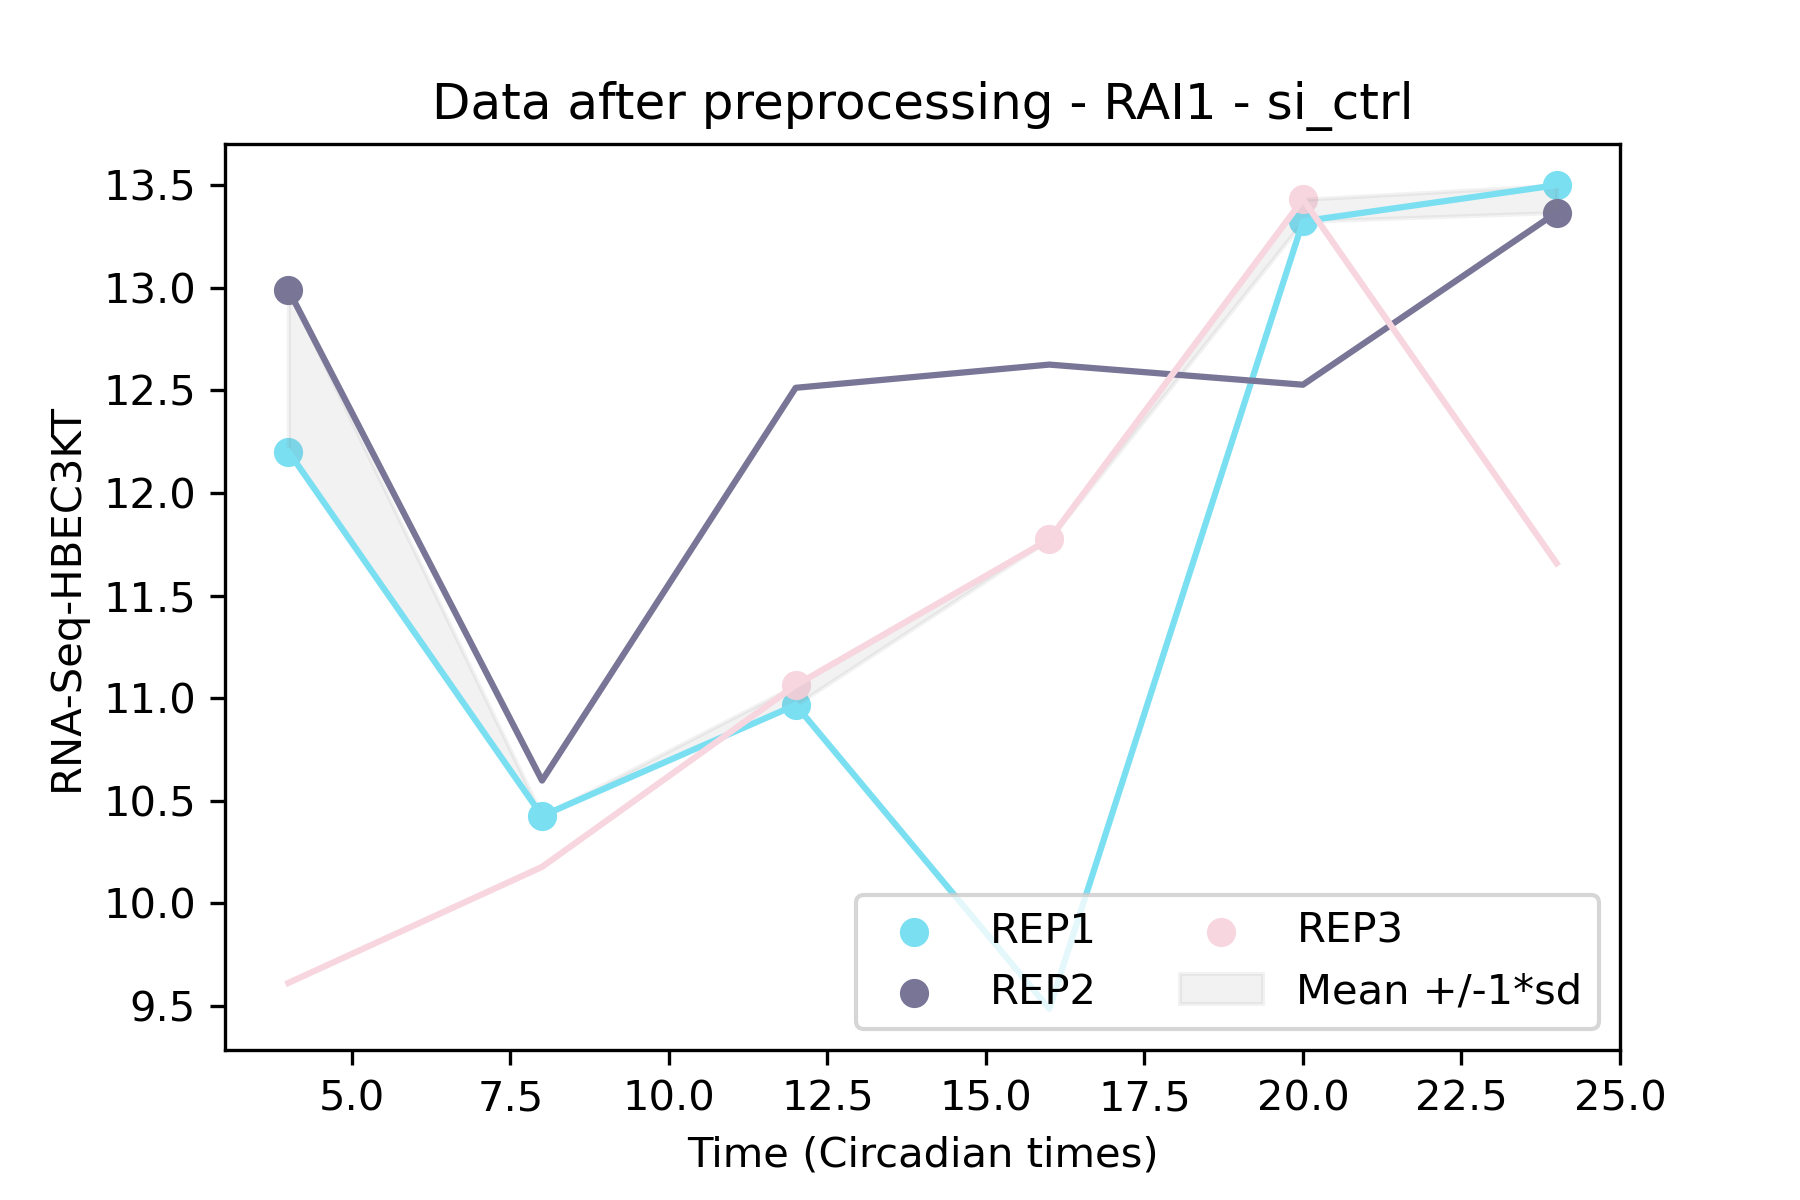 Data after preprocessing - RAI1 - si_ctrl
RNA-Seq-HBEC3KT
13.5
13.0
12.5
12.0
11.5
11.0
10.5
10.0
9.5
REP1
REP2
REP3
Mean +/-1*sd
5.0 7.5 10.0 12.5 15.0 17.5 20.0 22.5 25.0
Time (Circadian times)